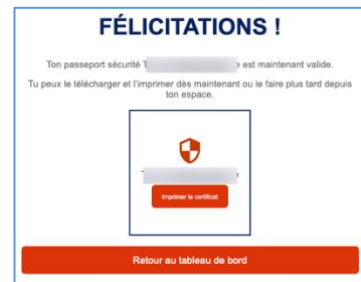 FÉLICITATIONS !
Ton passeport sécurité est maintenant valide.
Tu peux le télécharger et l'imprimer dès maintenant ou le faire plus tard depuis
ton espace.
Imprimer le certificat
Retour au tableau de bord